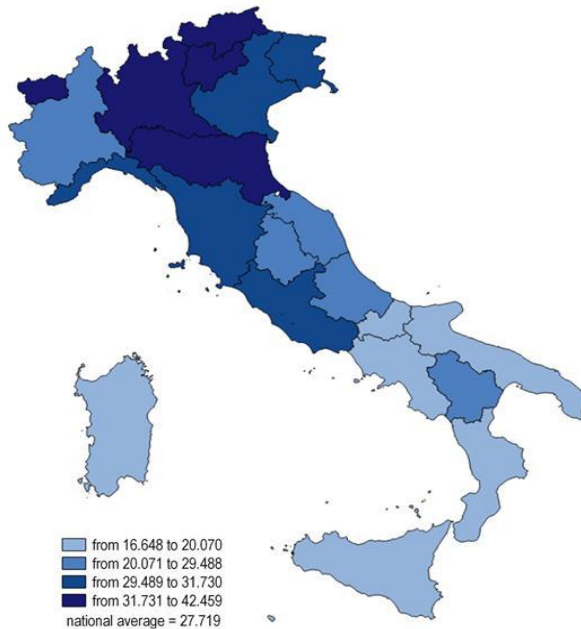 from 16.648 to 20.070
from 20.071 to 29.488
from 29.489 to 31.730
from 31.731 to 42.459
national average = 27.719